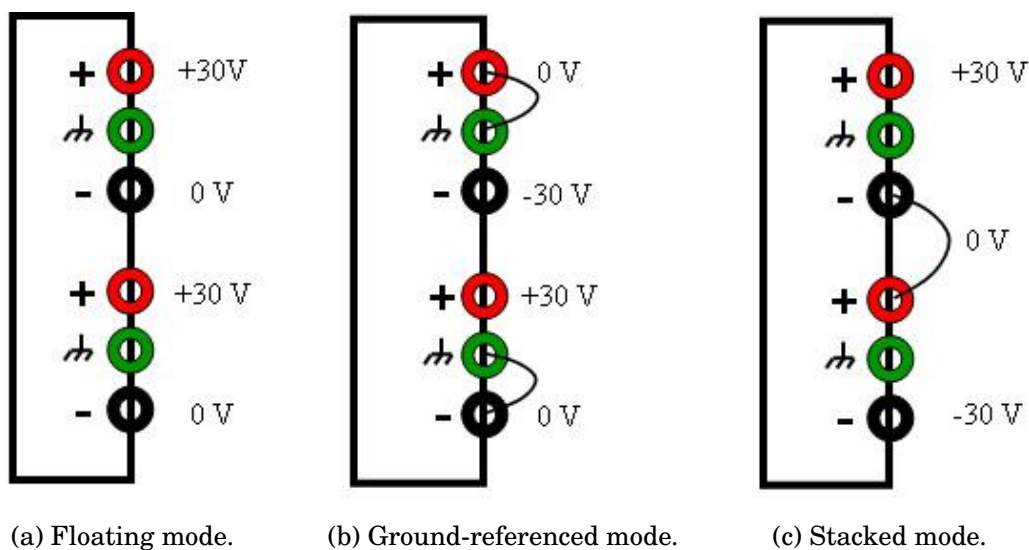 + +30V
- 0 V
+ +30 V
- 0 V
+ 0 V
- -30 V
+ +30 V
- 0 V
+ +30 V
-
0 V
+
- -30 V
(a) Floating mode.
(b) Ground-referenced mode.
(c) Stacked mode.